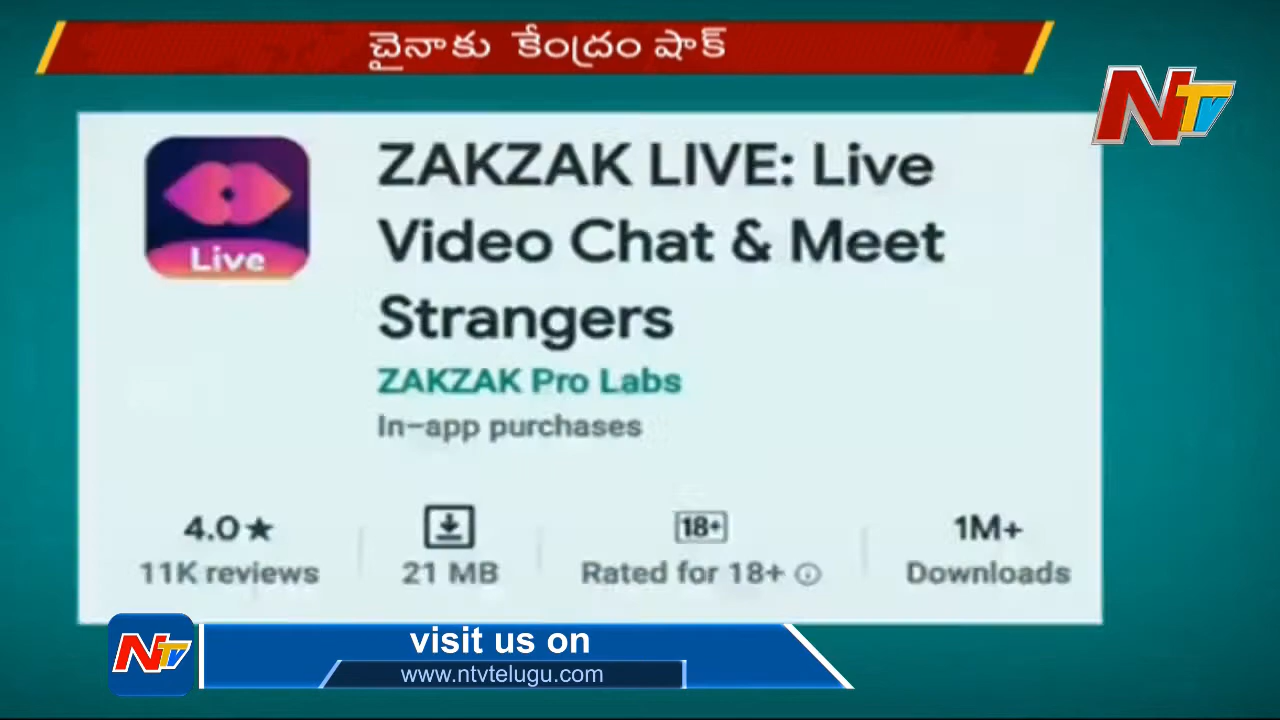 చైనాకు కేంద్రం షాక్
NTV
Live
ZAKZAK LIVE: Live
Video Chat & Meet
Strangers
ZAKZAK Pro Labs
In-app purchases
4.0★
11K reviews
21 MB
18+
Rated for 18+
1M+
Downloads
NTV
visit us on
www.ntvtelugu.com